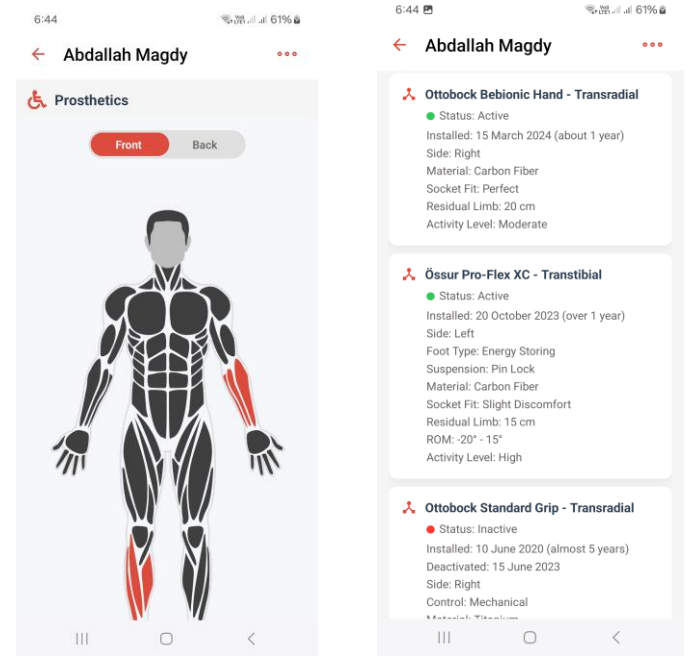 6:44
61%
Abdallah Magdy
Prosthetics
Front Back
6:44
61%
Abdallah Magdy
Ottobock Bebionic Hand - Transradial
Status: Active
Installed: 15 March 2024 (about 1 year)
Side: Right
Material: Carbon Fiber
Socket Fit: Perfect
Residual Limb: 20 cm
Activity Level: Moderate
Össur Pro-Flex XC - Transtibial
Status: Active
Installed: 20 October 2023 (over 1 year)
Side: Left
Foot Type: Energy Storing
Suspension: Pin Lock
Material: Carbon Fiber
Socket Fit: Slight Discomfort
Residual Limb: 15 cm
ROM: -20° - 15°
Activity Level: High
Ottobock Standard Grip - Transradial
Status: Inactive
Installed: 10 June 2020 (almost 5 years)
Deactivated: 15 June 2023
Side: Right
Control: Mechanical
Material: Titanium